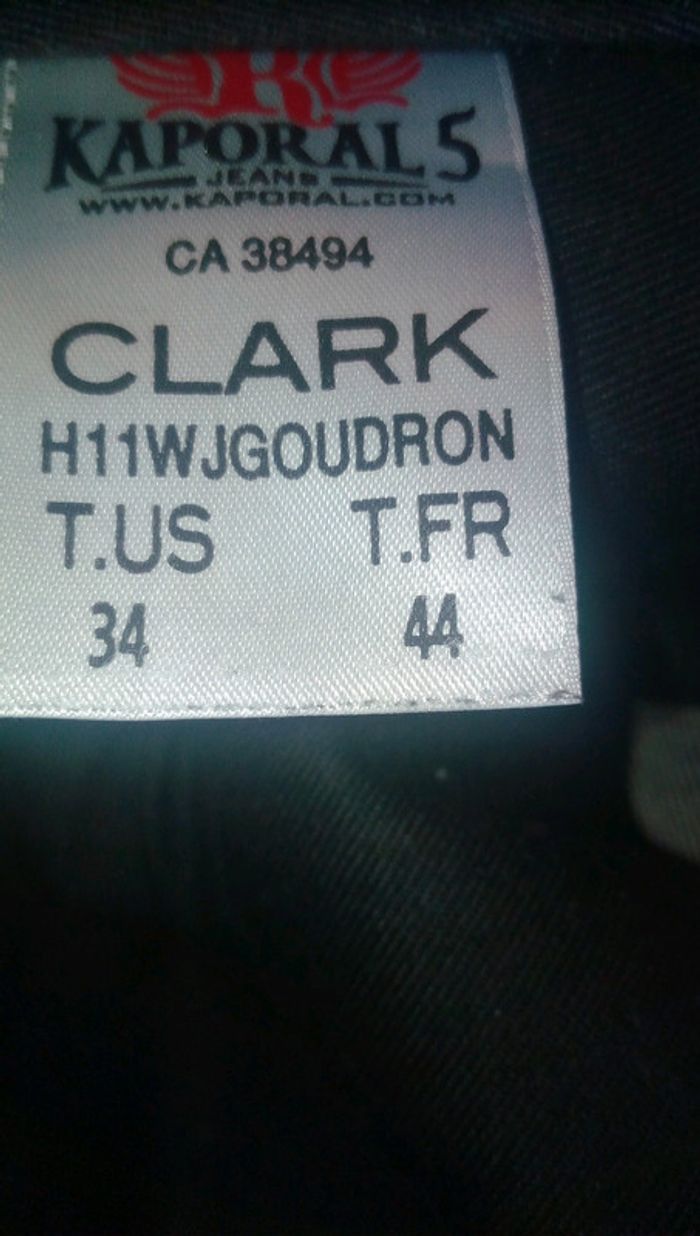 KAPORAL 5
JEANS
WWW.KAPORAL.COM
CA 38494
CLARK
H11WJGOUDRON
T.US T.FR
34 44